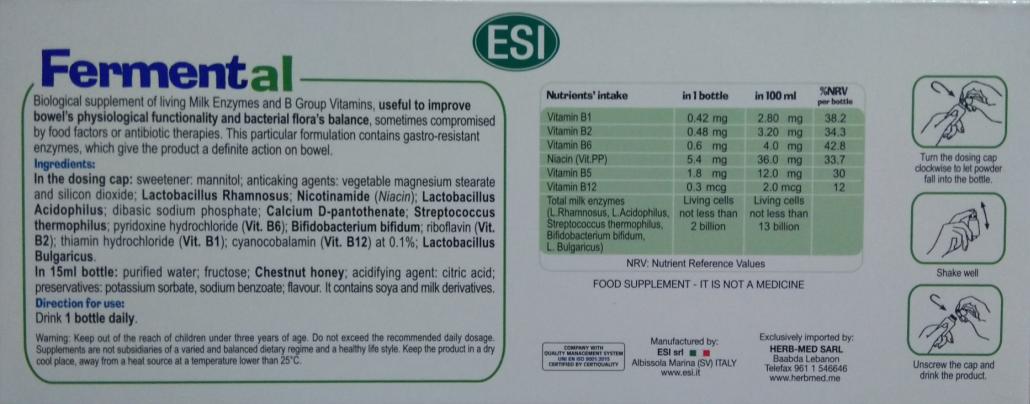 ESI
Fermental
Biological supplement of living Milk Enzymes and B Group Vitamins, useful to improve
bowel's physiological functionality and bacterial flora's balance, sometimes compromised
by food factors or antibiotic therapies. This particular formulation contains gastro-resistant
enzymes, which give the product a definite action on bowel.
Ingredients:
In the dosing cap: sweetener: mannitol; anticaking agents: vegetable magnesium stearate
and silicon dioxide; Lactobacillus Rhamnosus; Nicotinamide (Niacin); Lactobacillus
Acidophilus; dibasic sodium phosphate; Calcium D-pantothenate; Streptococcus
thermophilus; pyridoxine hydrochloride (Vit. B6); Bifidobacterium bifidum; riboflavin (Vit.
B2); thiamin hydrochloride (Vit. B1); cyanocobalamin (Vit. B12) at 0.1%; Lactobacillus
Bulgaricus.
In 15ml bottle: purified water; fructose; Chestnut honey; acidifying agent: citric acid;
preservatives: potassium sorbate, sodium benzoate; flavour. It contains soya and milk derivatives.
Direction for use:
Drink 1 bottle daily.
Warning: Keep out of the reach of children under three years of age. Do not exceed the recommended daily dosage.
Supplements are not subsidiaries of a varied and balanced dietary regime and a healthy life style. Keep the product in a dry
cool place, away from a heat source at a temperature lower than 25°C.
Nutrients' intake in 1 bottle in 100 ml %NRV
per bottle
Vitamin B1 0.42 mg 2.80 mg 38.2
Vitamin B2 0.48 mg 3.20 mg 34.3
Vitamin B6 0.6 mg 4.0 mg 42.8
Niacin (Vit.PP) 5.4 mg 36.0 mg 33.7
Vitamin B5 1.8 mg 12.0 mg 30
Vitamin B12 0.3 mcg 2.0 mcg 12
Total milk enzymes Living cells Living cells
(L.Rhamnosus, L.Acidophilus, not less than not less than
Streptococcus thermophilus, 2 billion 13 billion
Bifidobacterium bifidum,
L. Bulgaricus)
NRV: Nutrient Reference Values
FOOD SUPPLEMENT - IT IS NOT A MEDICINE
COMPANY WITH
QUALITY MANAGEMENT SYSTEM
UNI EN ISO 9001:2015
CERTIFIED BY CERTIQUALITY
Manufactured by:
ESI srl
Albissola Marina (SV) ITALY
www.esi.it
Exclusively imported by:
HERB-MED SARL
Baabda Lebanon
Telefax 961 1 546646
www.herbmed.me
Turn the dosing cap
clockwise to let powder
fall into the bottle.
Shake well
Unscrew the cap and
drink the product.